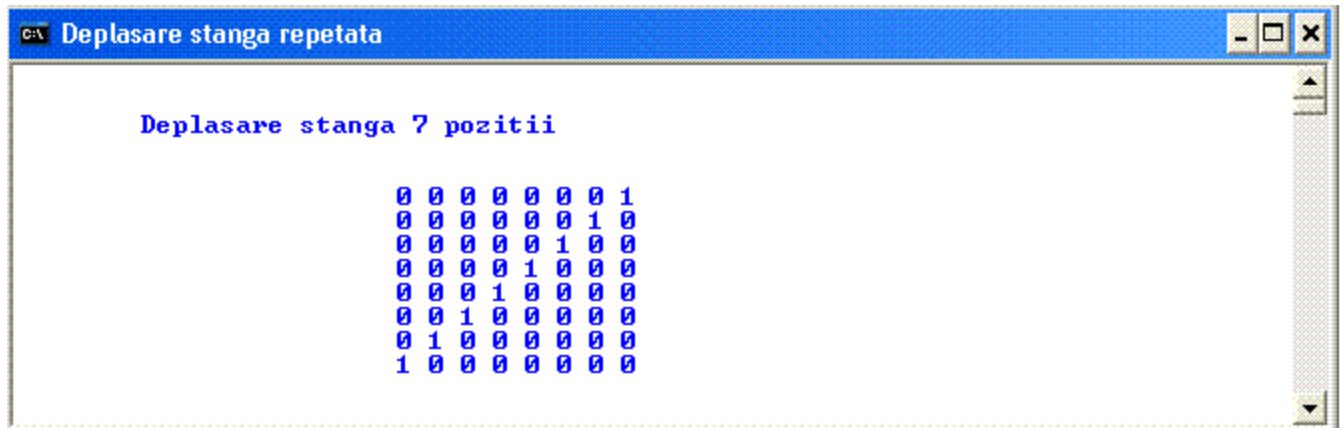 Deplasare stanga repetata
Deplasare stanga 7 pozitii
0 0 0 0 0 0 0 1
0 0 0 0 0 0 1 0
0 0 0 0 0 1 0 0
0 0 0 0 1 0 0 0
0 0 0 1 0 0 0 0
0 0 1 0 0 0 0 0
0 1 0 0 0 0 0 0
1 0 0 0 0 0 0 0